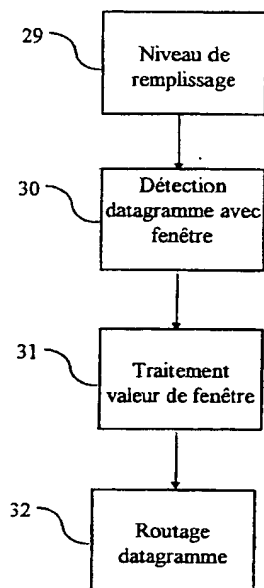 29
Niveau de
remplissage
30
Détection
datagramme avec
fenêtre
31
Traitement
valeur de fenêtre
32
Routage
datagramme